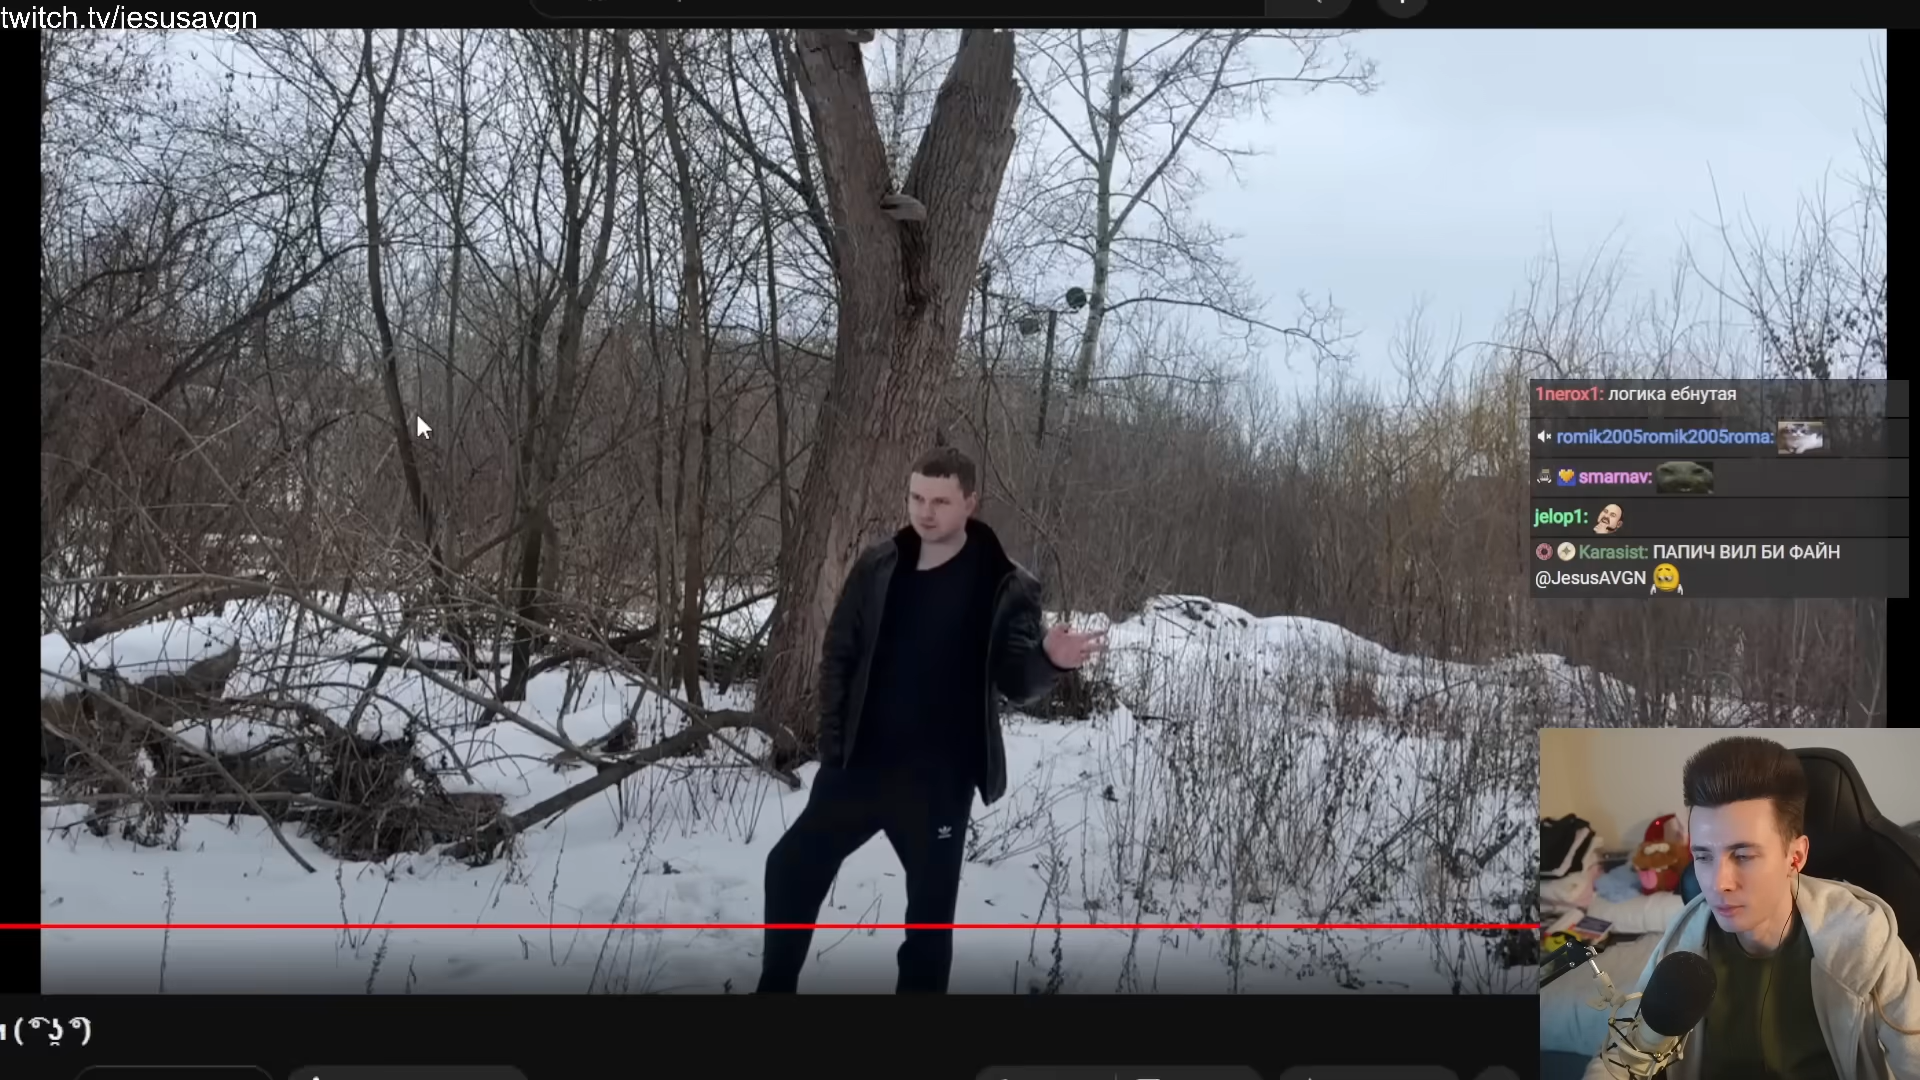 twitch.tv/jesusavgn
1nerox1: логика ебнутая
romik2005romik2005roma:
smarnav:
jelop1:
Karasist: ПАПИЧ ВИЛ БИ ФАЙН
@JesusAVGN